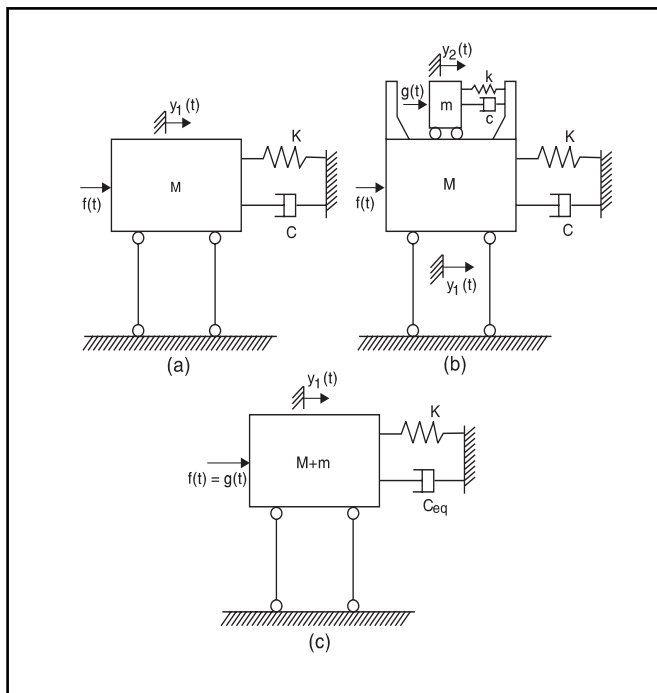 y₁(t)
K
M
f(t)
C
(a)
y₂(t)
k
g(t)
m
c
K
M
f(t)
C
y₁(t)
(b)
y₁(t)
K
M+m
f(t) = g(t)
Cₑq
(c)